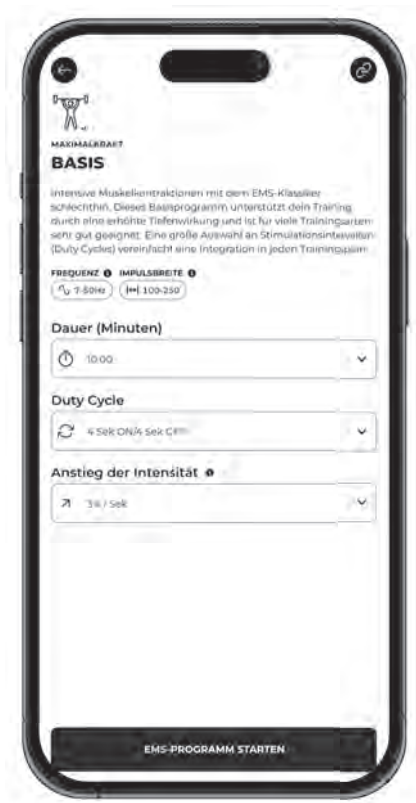 MAXIMALKRAFT
BASIS
Intensive Muskelkontraktionen mit dem EMS-Klassiker
schlechthin. Dieses Basisprogramm unterstützt dein Training
durch eine erhöhte Tiefenwirkung und ist für viele Trainingsarten
sehr gut geeignet. Eine große Auswahl an Stimulationsintervallen
(Duty Cycles) vereinfacht eine Integration in jeden Trainingsplan.
FREQUENZ IMPULSBREITE
7-50Hz 100-250
Dauer (Minuten)
10:00
Duty Cycle
4 Sek ON/4 Sek OFF
Anstieg der Intensität
3% / Sek
EMS-PROGRAMM STARTEN